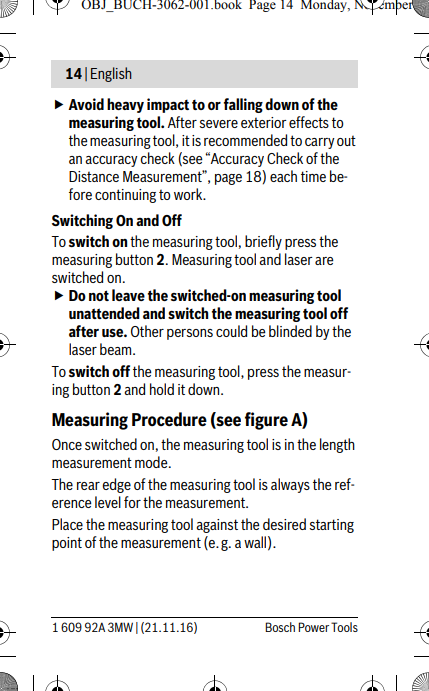 OBJ_BUCH-3062-001.book Page 14 Monday,
14 | English
Avoid heavy impact to or falling down of the
measuring tool. After severe exterior effects to
the measuring tool, it is recommended to carry out
an accuracy check (see “Accuracy Check of the
Distance Measurement”, page 18) each time be-
fore continuing to work.
Switching On and Off
To switch on the measuring tool, briefly press the
measuring button 2. Measuring tool and laser are
switched on.
Do not leave the switched-on measuring tool
unattended and switch the measuring tool off
after use. Other persons could be blinded by the
laser beam.
To switch off the measuring tool, press the measur-
ing button 2 and hold it down.
Measuring Procedure (see figure A)
Once switched on, the measuring tool is in the length
measurement mode.
The rear edge of the measuring tool is always the ref-
erence level for the measurement.
Place the measuring tool against the desired starting
point of the measurement (e. g. a wall).
1 609 92A 3MW | (21.11.16) Bosch Power Tools